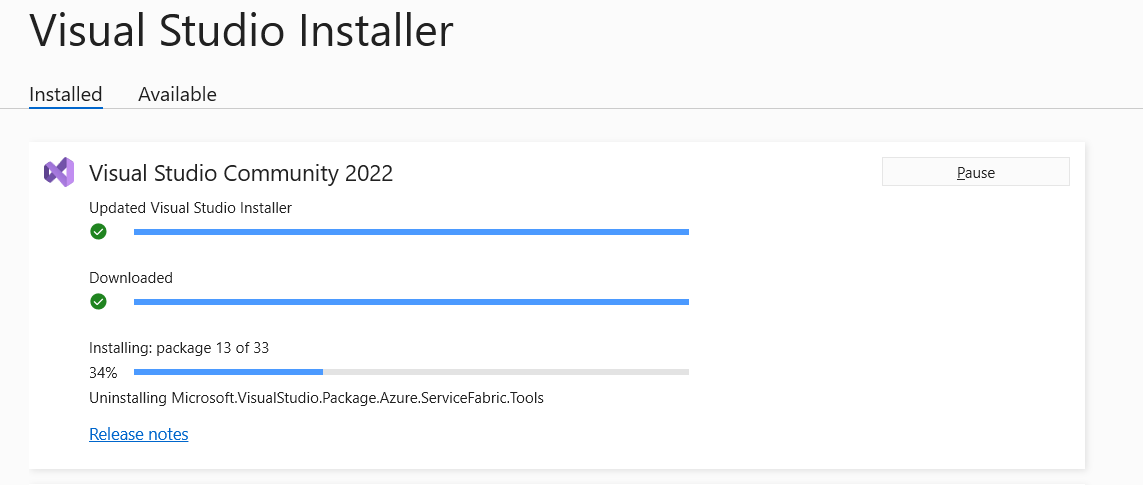 Visual Studio Installer
Installed Available
Visual Studio Community 2022
Pause
Updated Visual Studio Installer
Downloaded
Installing: package 13 of 33
34%
Uninstalling Microsoft.VisualStudio.Package.Azure.ServiceFabric.Tools
Release notes